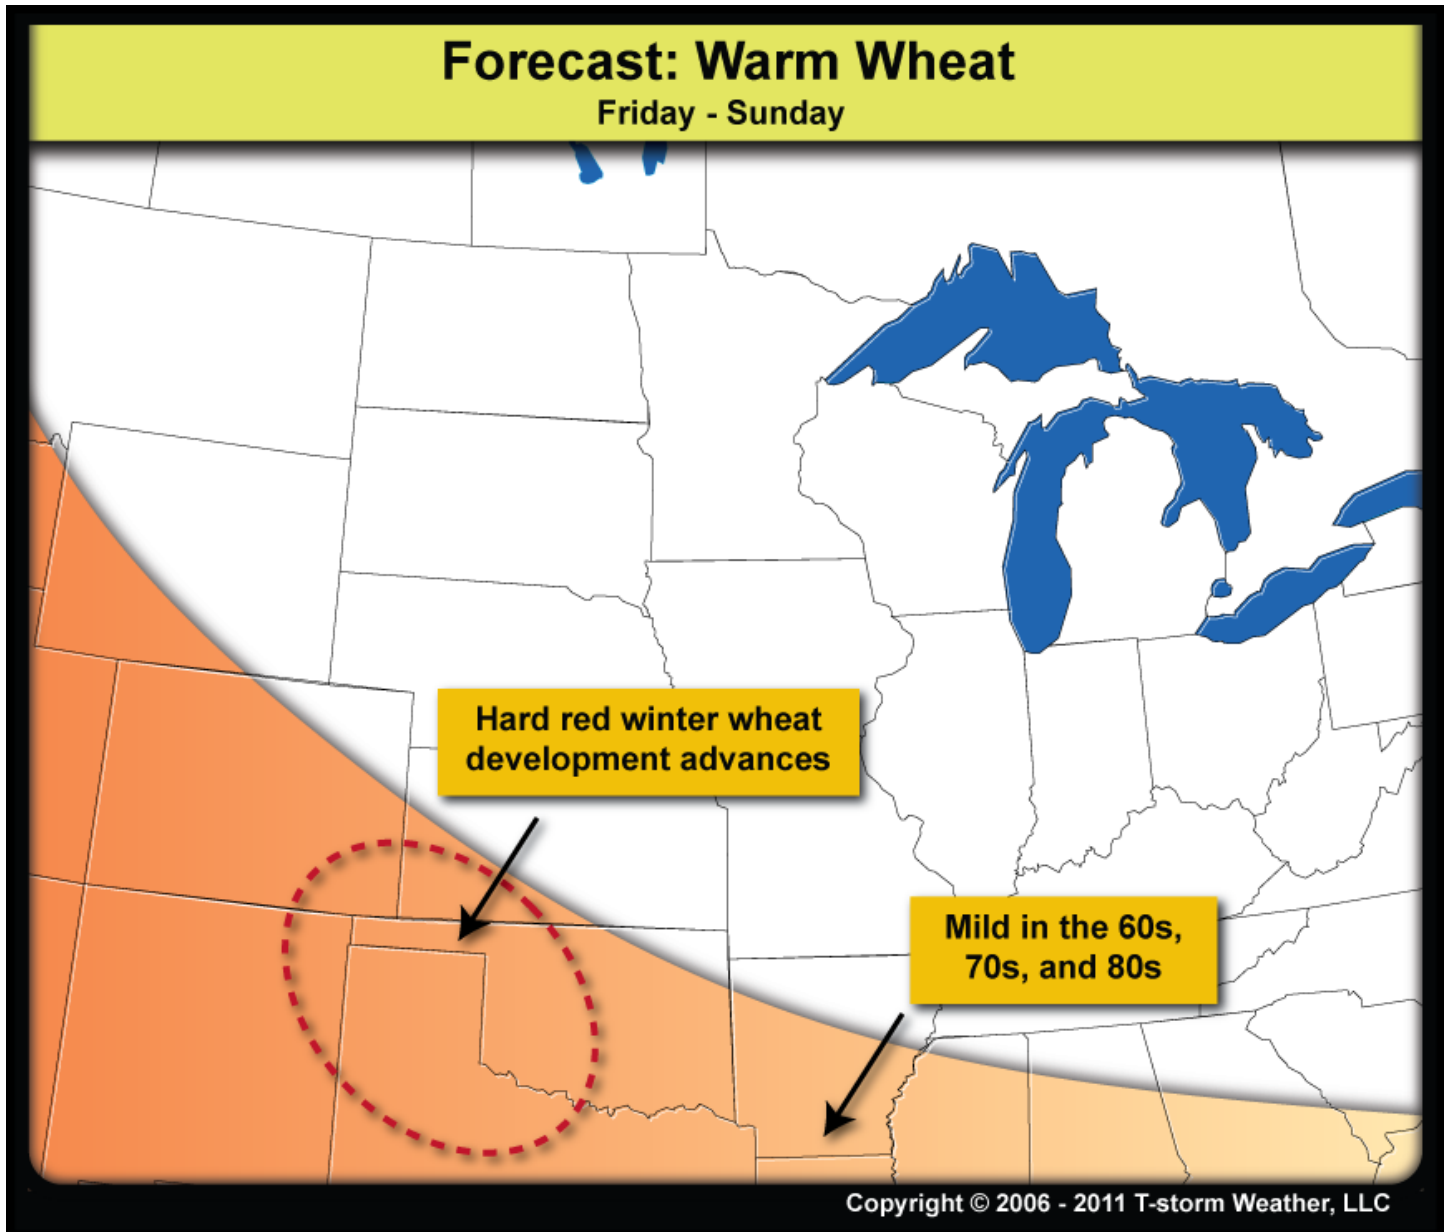 Forecast: Warm Wheat
Friday - Sunday
Hard red winter wheat
development advances
Mild in the 60s,
70s, and 80s
Copyright © 2006 - 2011 T-storm Weather, LLC